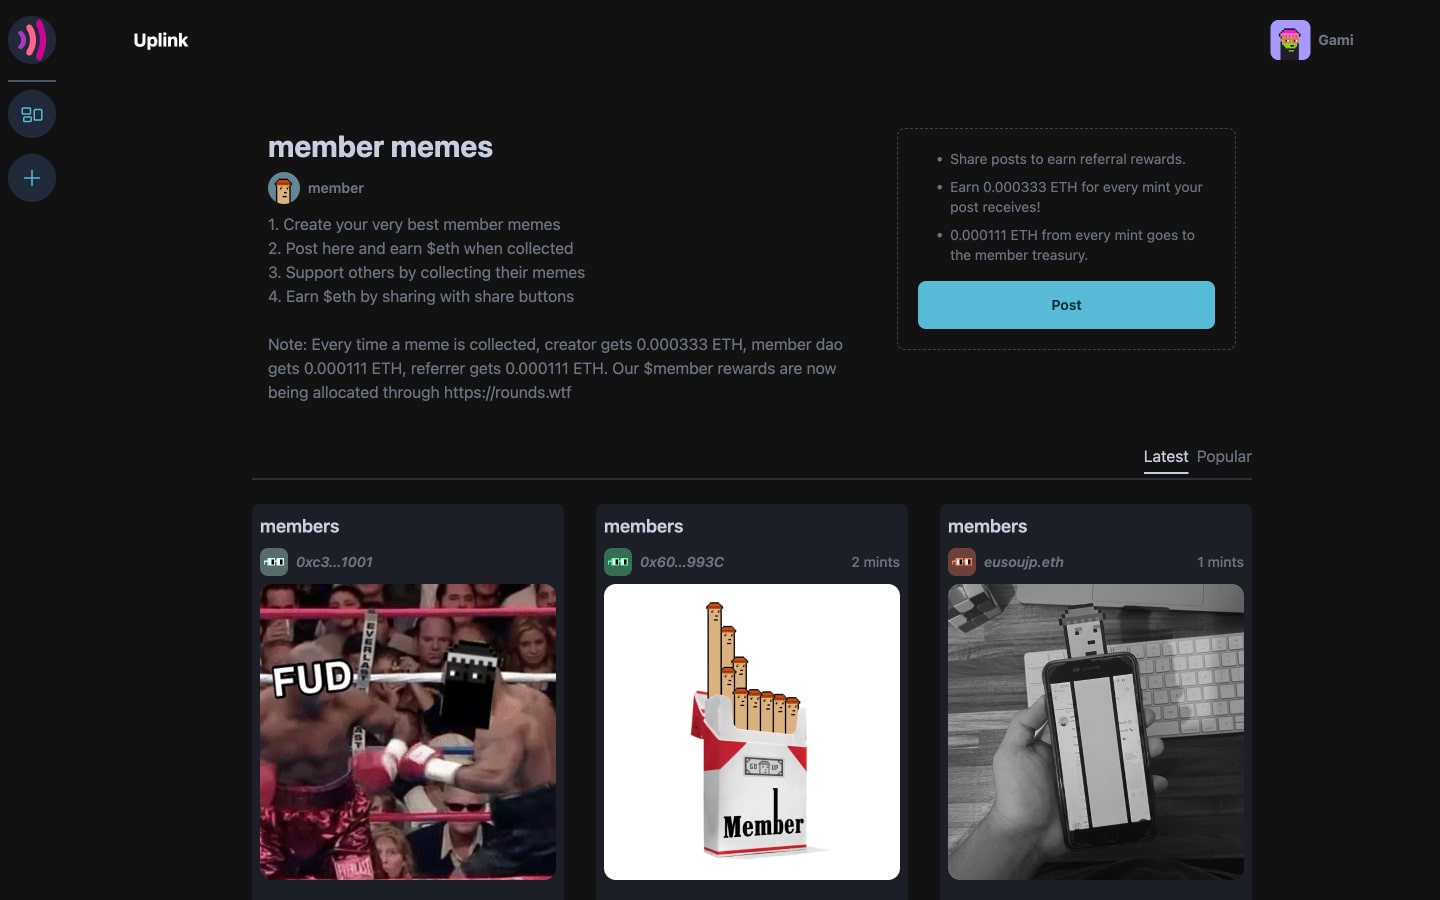 Uplink
Gami
member memes
member
1. Create your very best member memes
2. Post here and earn $eth when collected
3. Support others by collecting their memes
4. Earn $eth by sharing with share buttons
Note: Every time a meme is collected, creator gets 0.000333 ETH, member dao
gets 0.000111 ETH, referrer gets 0.000111 ETH. Our $member rewards are now
being allocated through https://rounds.wtf
• Share posts to earn referral rewards.
• Earn 0.000333 ETH for every mint your
post receives!
• 0.000111 ETH from every mint goes to
the member treasury.
Post
Latest Popular
members
0xc3...1001
EVERLAST
FUD
members
0x60...993C 2 mints
GO UP
Member
members
eusoujp.eth 1 mints